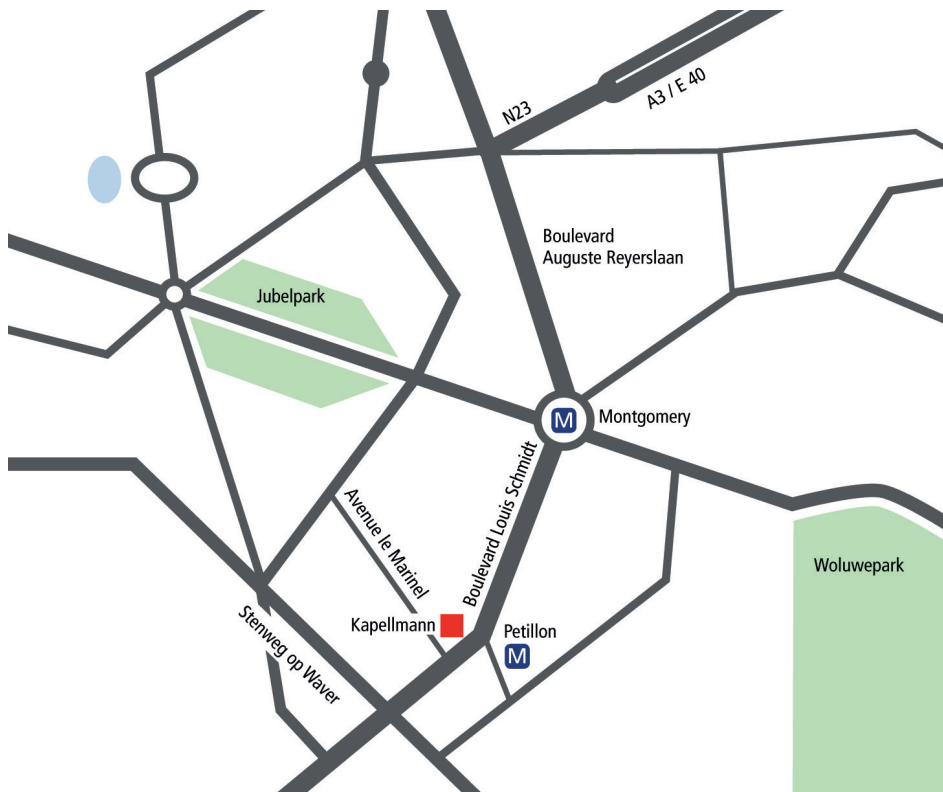 N23
A3 / E 40
Boulevard
Auguste Reyerslaan
Jubelpark
M
Montgomery
Boulevard Louis Schmidt
Avenue le Marinel
Woluwepark
Kapellmann
Petillon
M
Stenweg op Waver